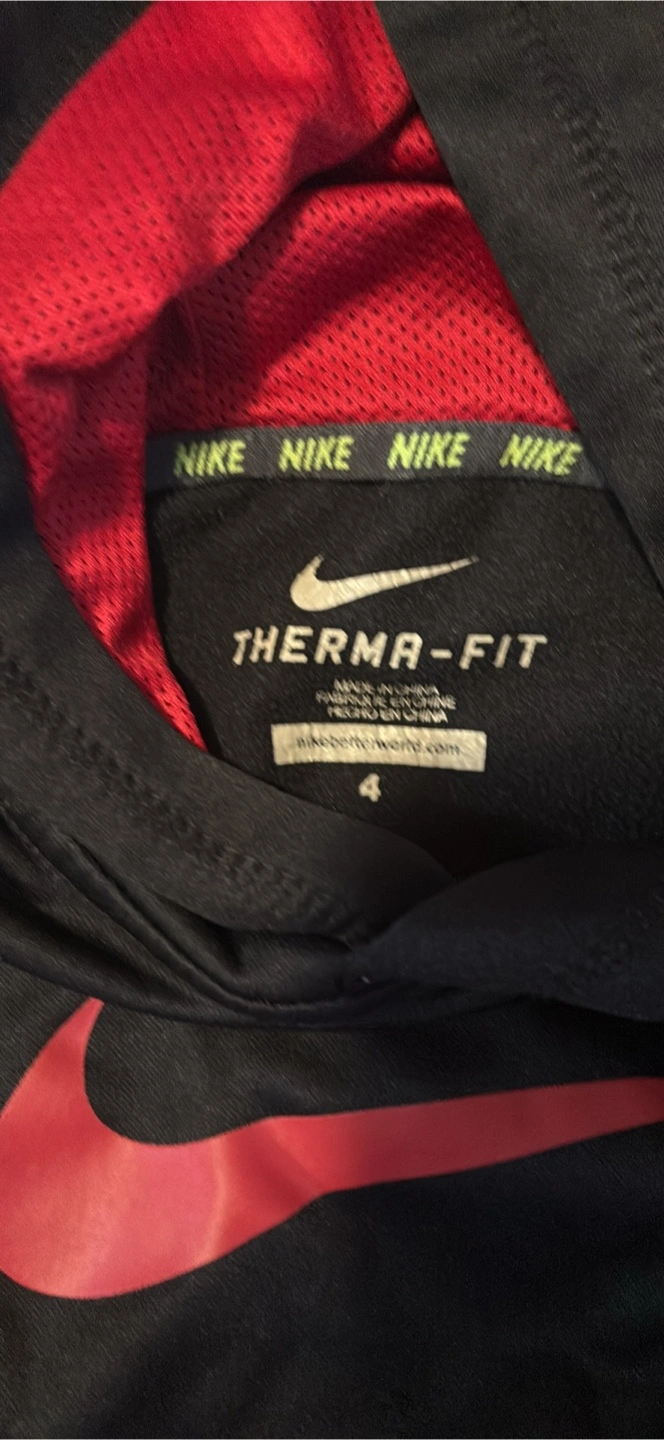 NIKE NIKE NIKE NIKE
THERMA-FIT
MADE IN CHINA
FABRIQUÉ EN CHINE
HECHO EN CHINA
nikebetterworld.com
4